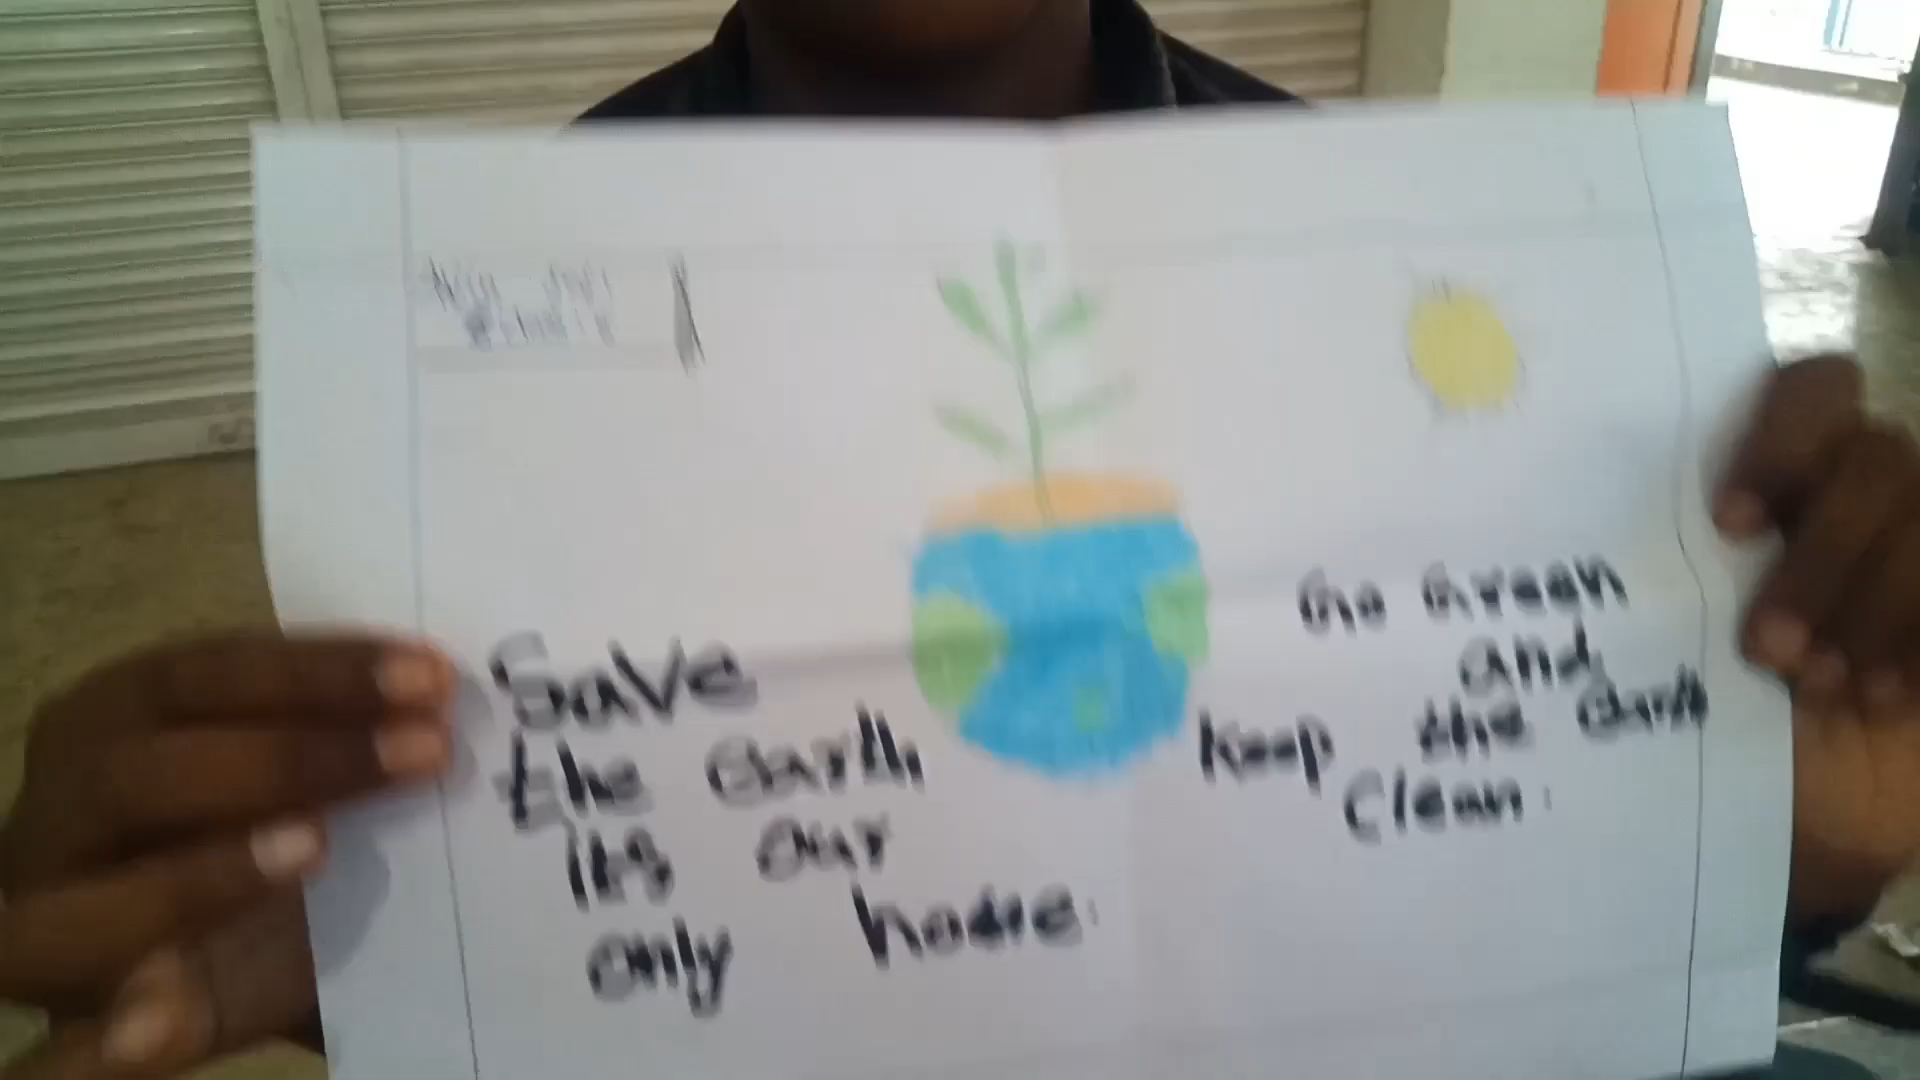 Save
the earth
its our
only home.
Go Green
and
Keep the earth
Clean.